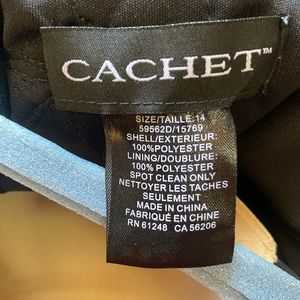 CACHET™
SIZE/TAILLE:14
59562D/15769
SHELL/EXTERIEUR:
100%POLYESTER
LINING/DOUBLURE:
100% POLYESTER
SPOT CLEAN ONLY
NETTOYER LES TACHES
SEULEMENT
MADE IN CHINA
FABRIQUÉ EN CHINE
RN 61248 CA 56206